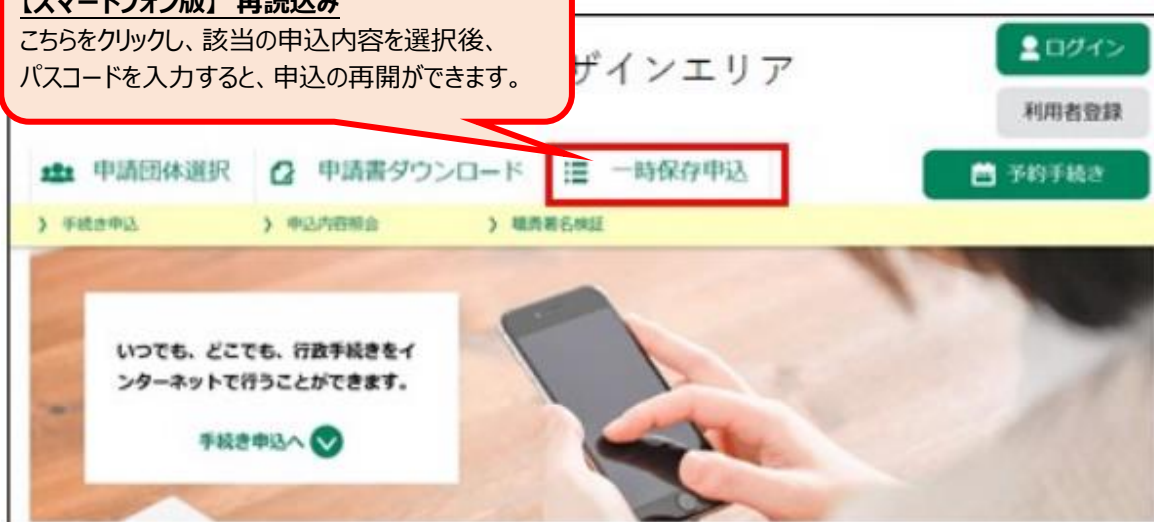 【スマートフォン版】 再読込み
こちらをクリックし、該当の申込内容を選択後、
パスコードを入力すると、申込の再開ができます。
ザインエリア
ログイン
利用者登録
申請団体選択
申請書ダウンロード
一時保存申込
予約手続き
手続き申込
申込内容照会
職責署名検証
いつでも、どこでも、行政手続きをイ
ンターネットで行うことができます。
手続き申込へ